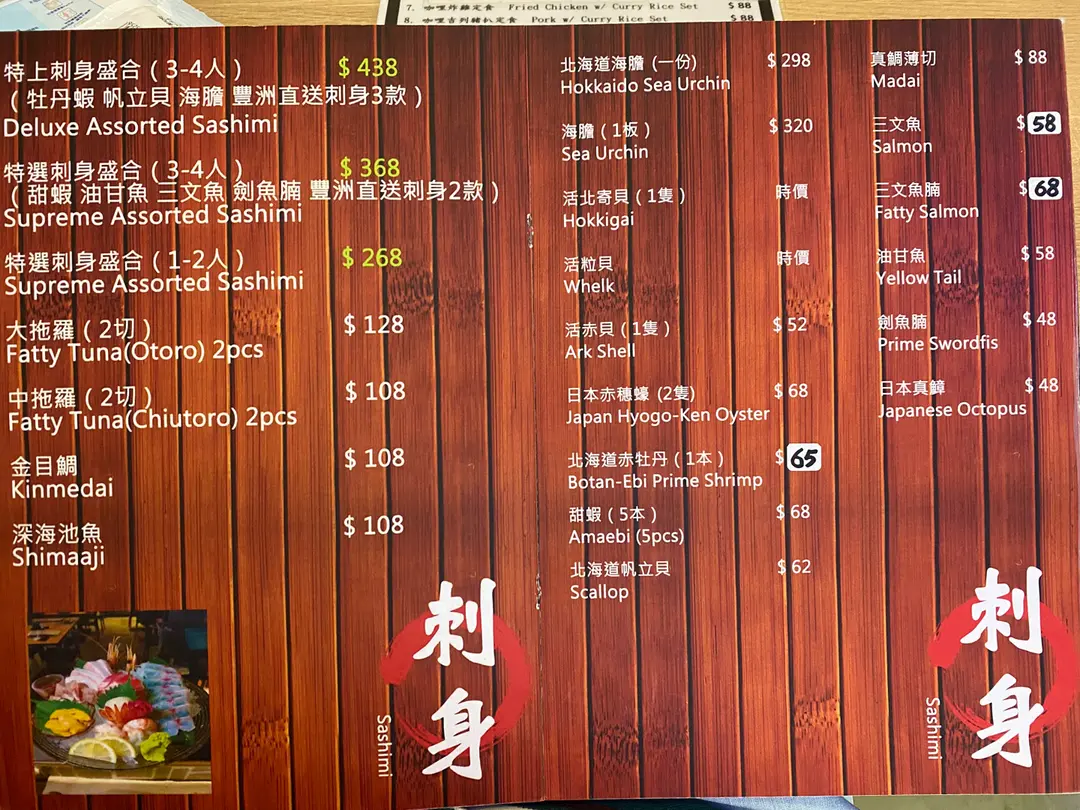 7. 咖哩炸雞定食 Fried Chicken w/ Curry Rice Set $ 88
8. 咖哩吉列豬扒定食 Pork w/ Curry Rice Set $ 88
特上刺身盛合 ( 3-4人 ) $ 438
( 牡丹蝦 帆立貝 海膽 豐洲直送刺身3款 )
Deluxe Assorted Sashimi
特選刺身盛合 ( 3-4人 ) $ 368
( 甜蝦 油甘魚 三文魚 劍魚腩 豐洲直送刺身2款 )
Supreme Assorted Sashimi
特選刺身盛合 ( 1-2人 ) $ 268
Supreme Assorted Sashimi
大拖羅 ( 2切 ) $ 128
Fatty Tuna(Otoro) 2pcs
中拖羅 ( 2切 ) $ 108
Fatty Tuna(Chiutoro) 2pcs
金目鯛 $ 108
Kinmedai
深海池魚 $ 108
Shimaaji
刺身
Sashimi
北海道海膽 (一份) $ 298
Hokkaido Sea Urchin
海膽 ( 1板 ) $ 320
Sea Urchin
活北寄貝 ( 1隻 ) 時價
Hokkigai
活粒貝 時價
Whelk
活赤貝 ( 1隻 ) $ 52
Ark Shell
日本赤穗蠔 (2隻) $ 68
Japan Hyogo-Ken Oyster
北海道赤牡丹 ( 1本 ) $ 65
Botan-Ebi Prime Shrimp
甜蝦 ( 5本 ) $ 68
Amaebi (5pcs)
北海道帆立貝 $ 62
Scallop
真鯛薄切 $ 88
Madai
三文魚 $ 58
Salmon
三文魚腩 $ 68
Fatty Salmon
油甘魚 $ 58
Yellow Tail
劍魚腩 $ 48
Prime Swordfis
日本真鱆 $ 48
Japanese Octopus
刺身
Sashimi